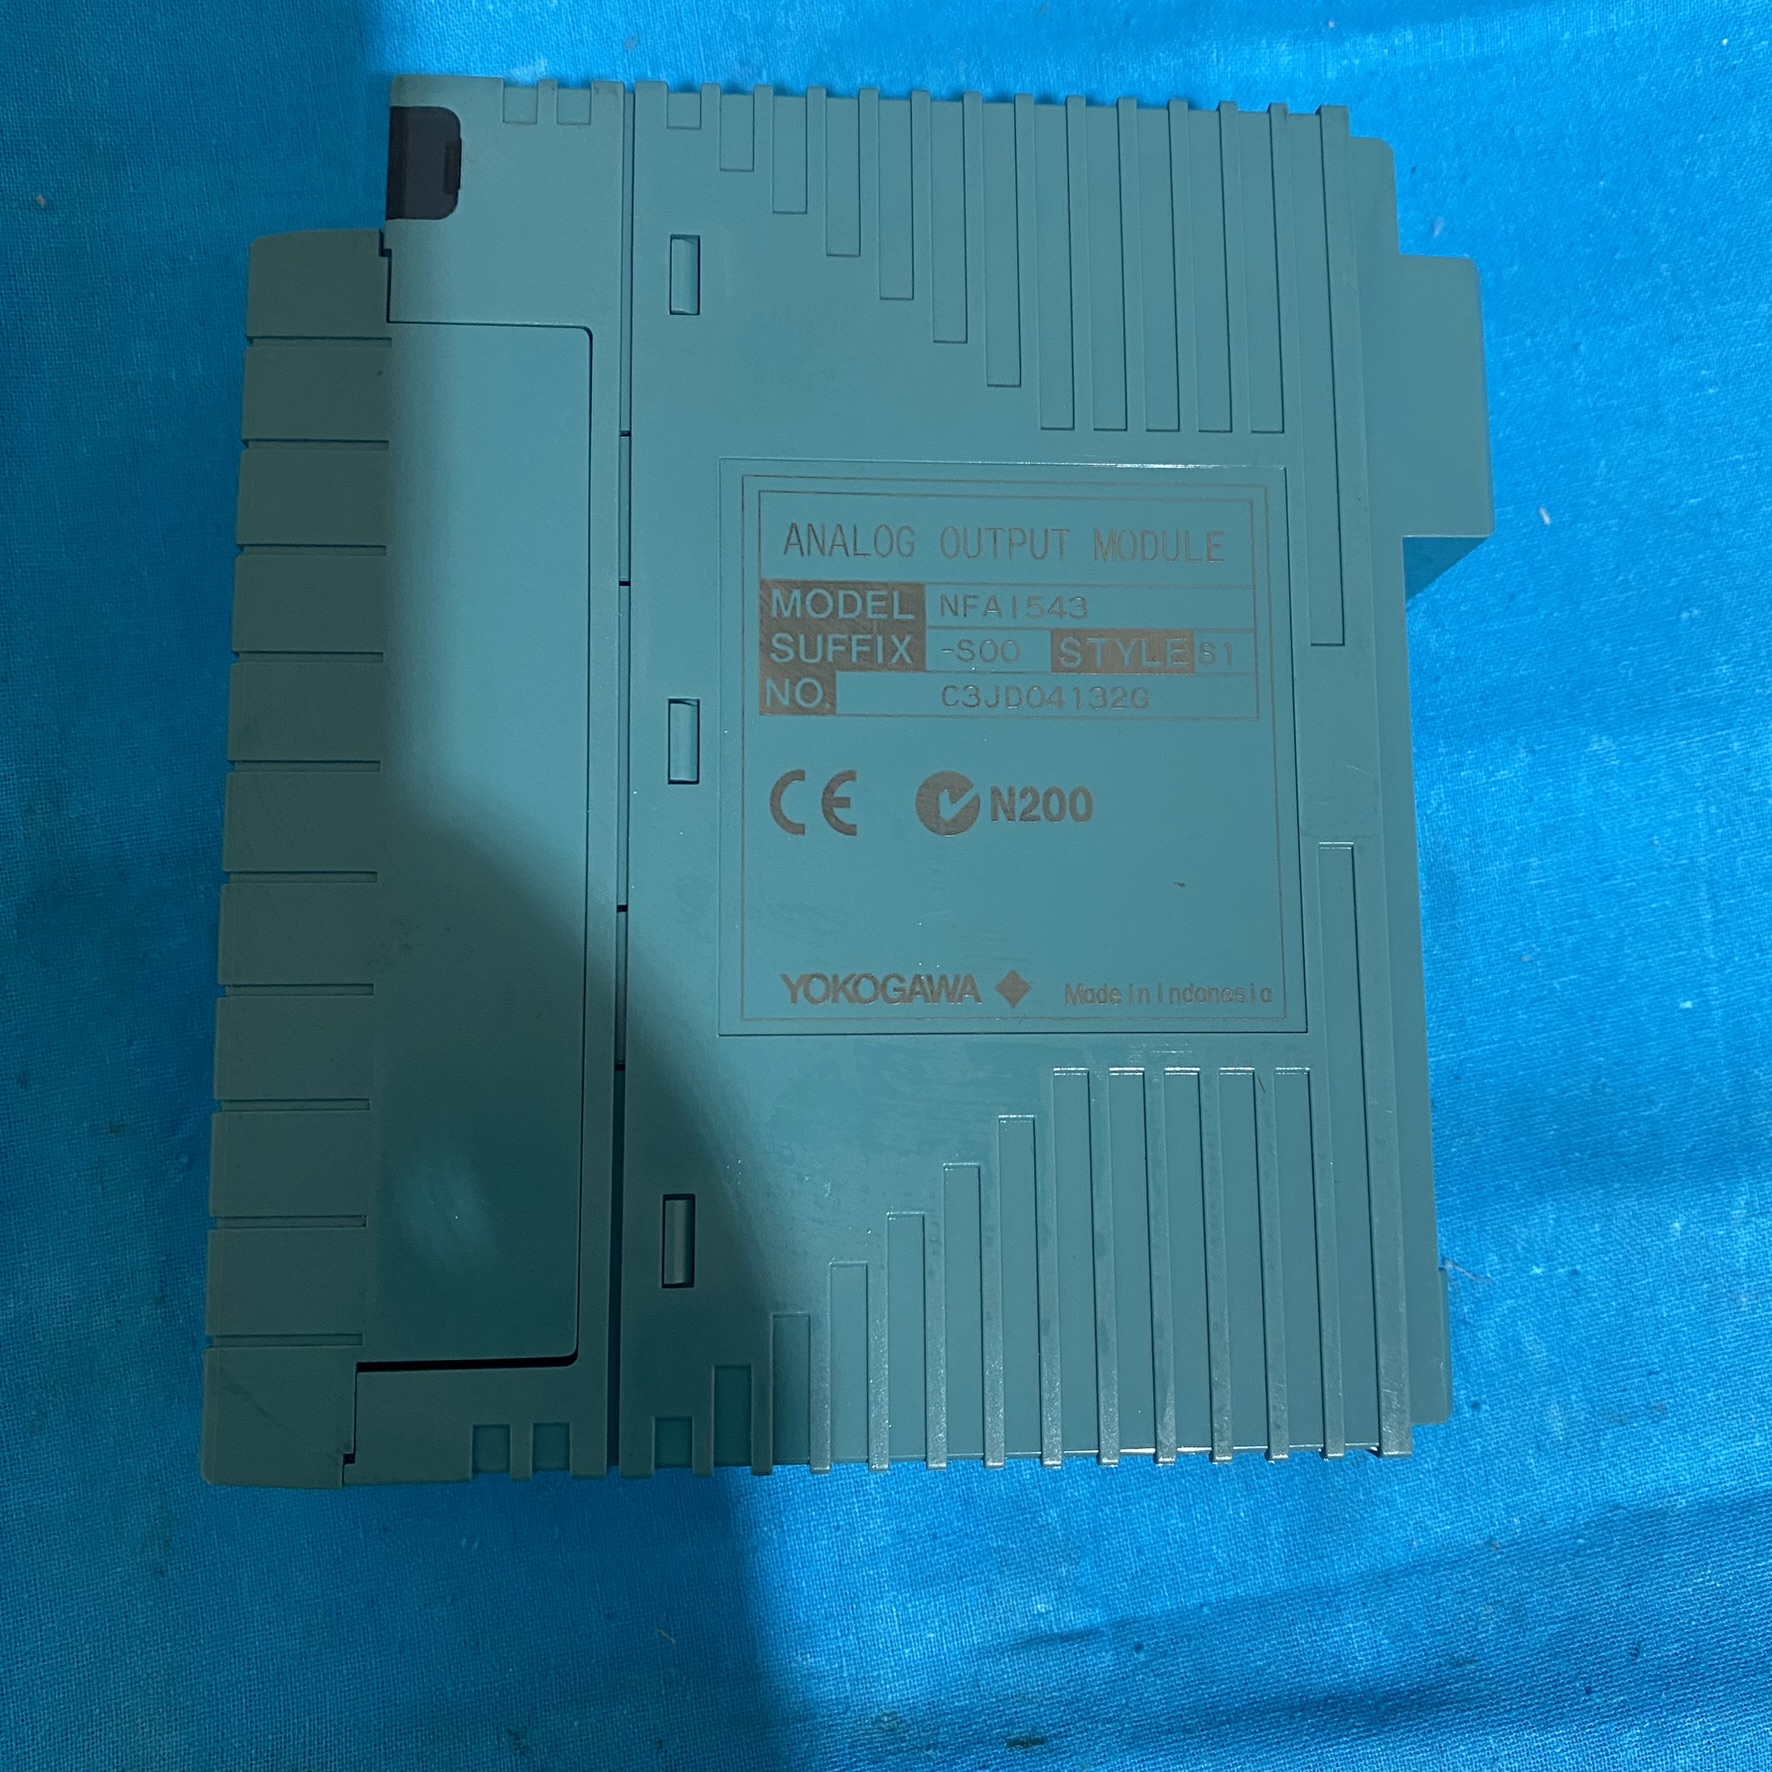 ANALOG OUTPUT MODULE
MODEL NFAI543
SUFFIX -S00 STYLE S1
NO. C3JD04132G
CE N200
YOKOGAWA Made in Indonesia